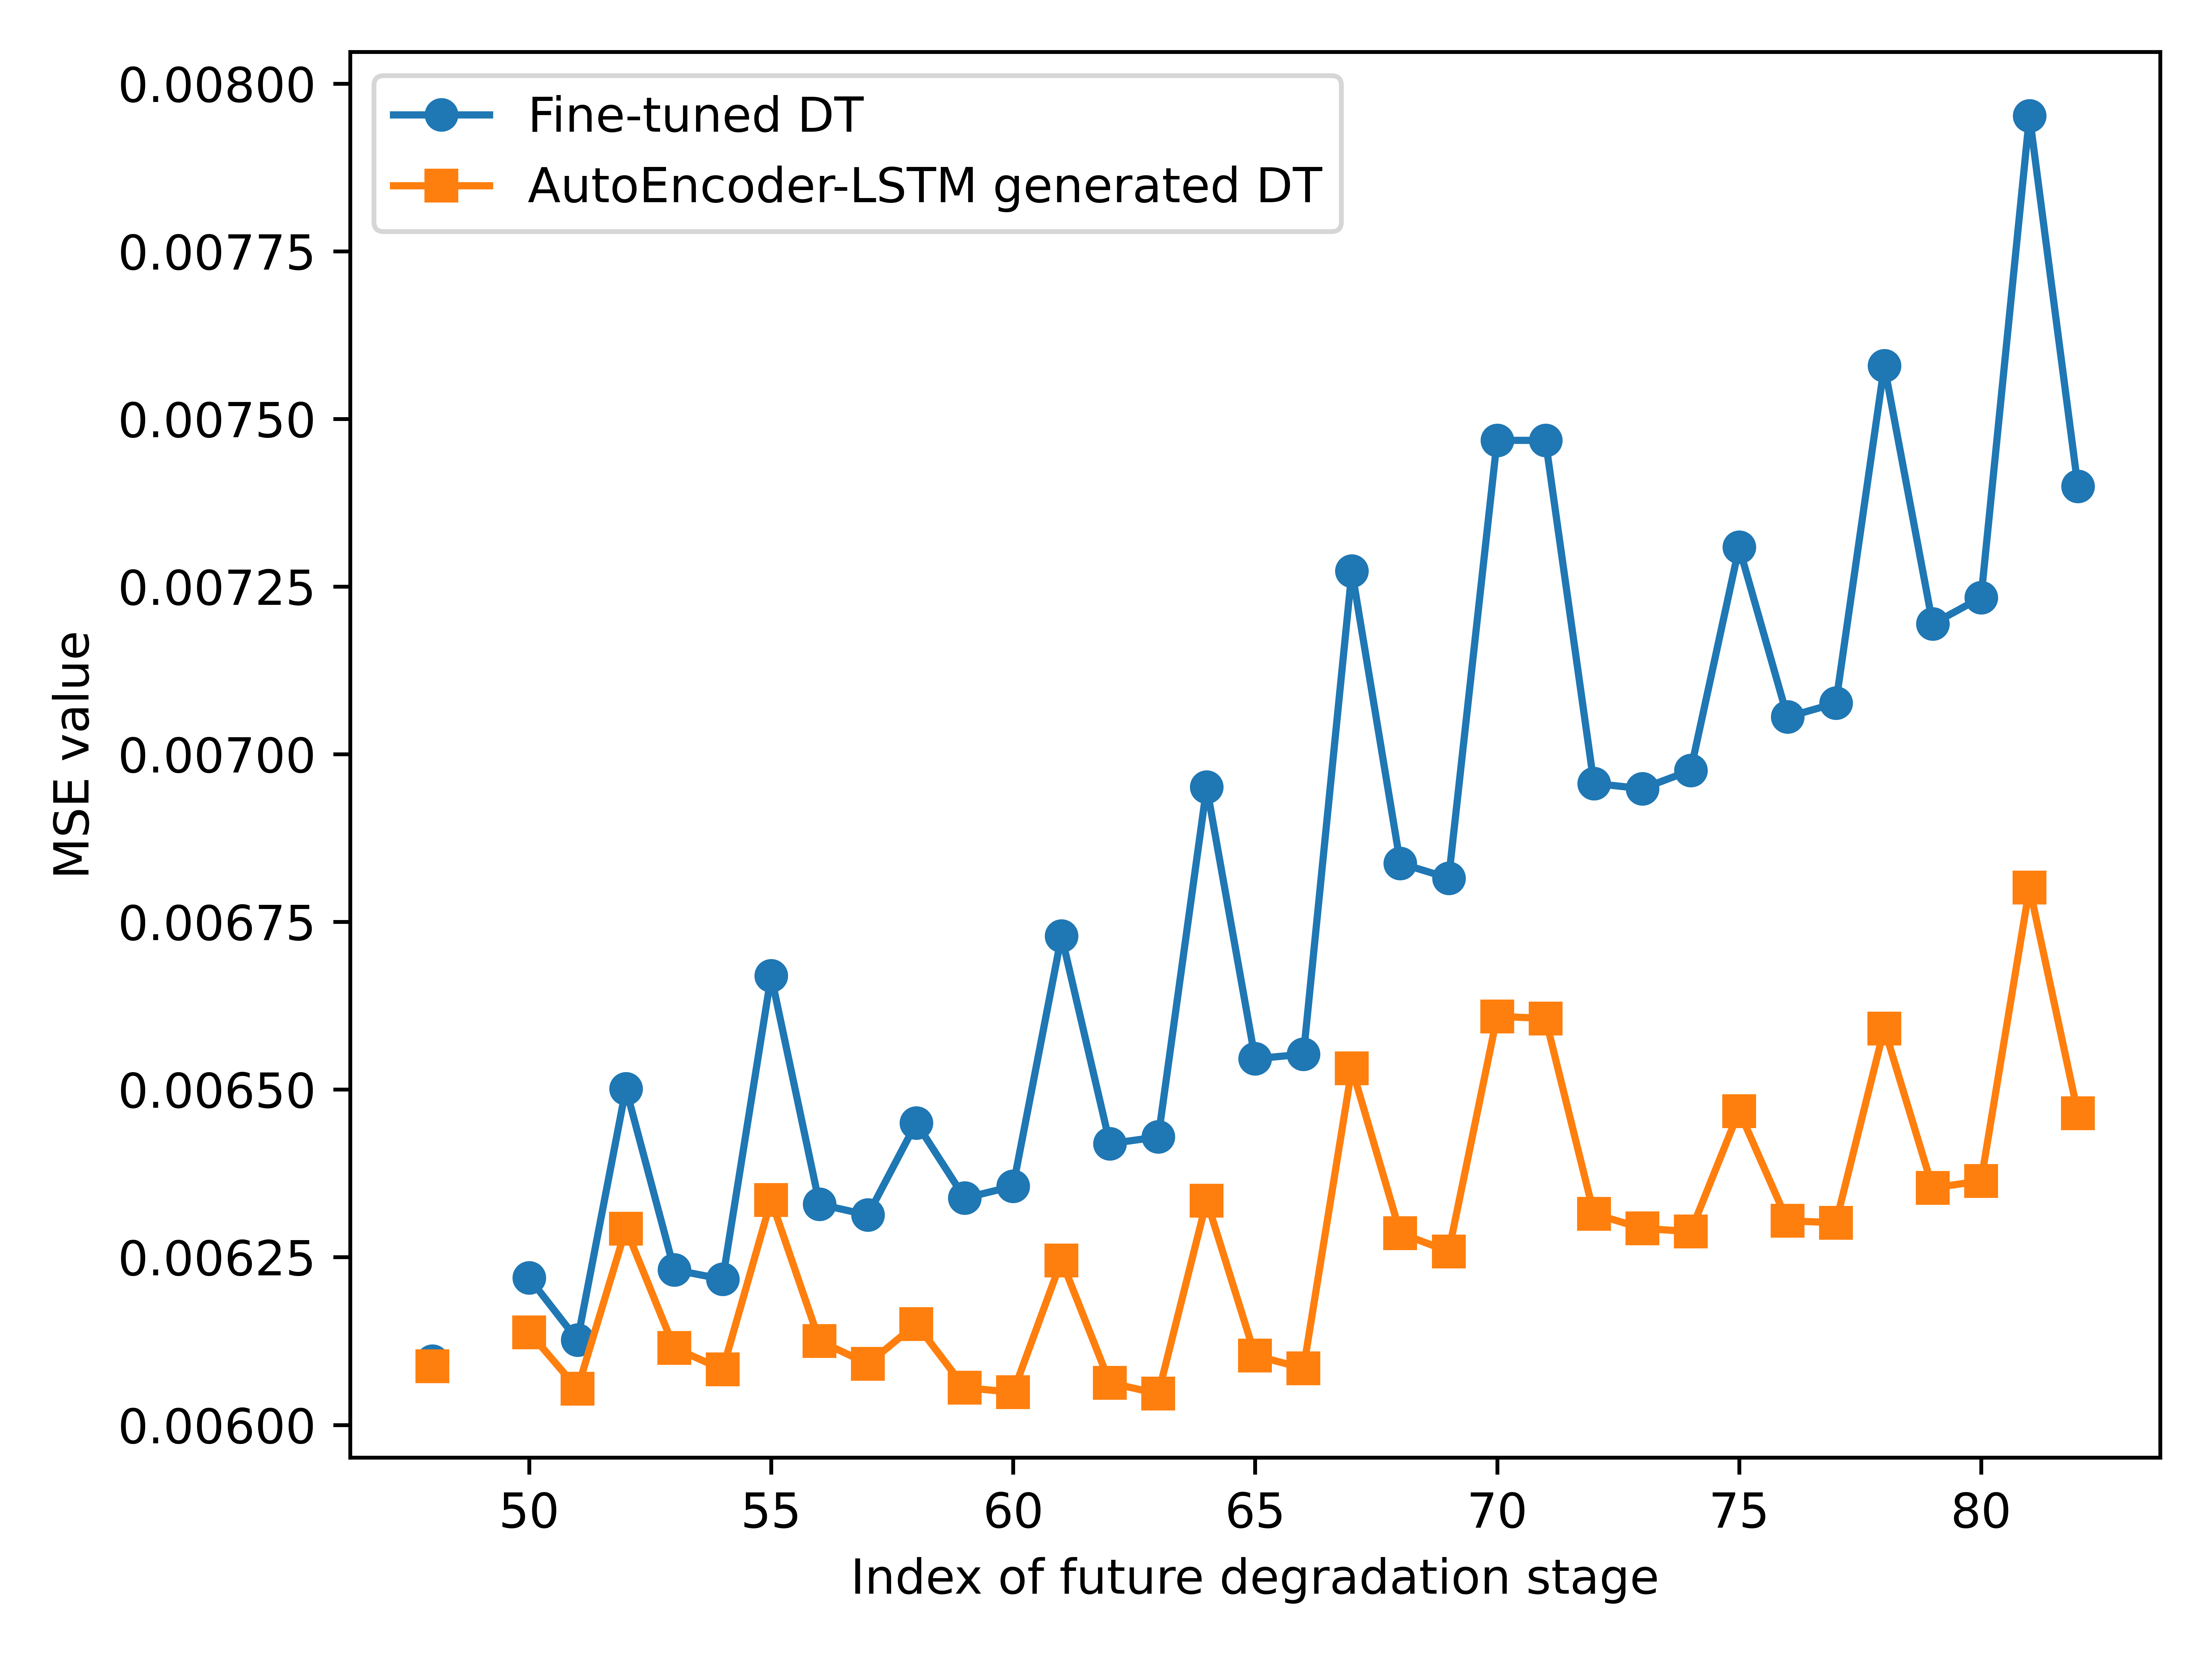 Fine-tuned DT
AutoEncoder-LSTM generated DT
0.00800
0.00775
0.00750
0.00725
0.00700
0.00675
0.00650
0.00625
0.00600
MSE value
50 55 60 65 70 75 80
Index of future degradation stage